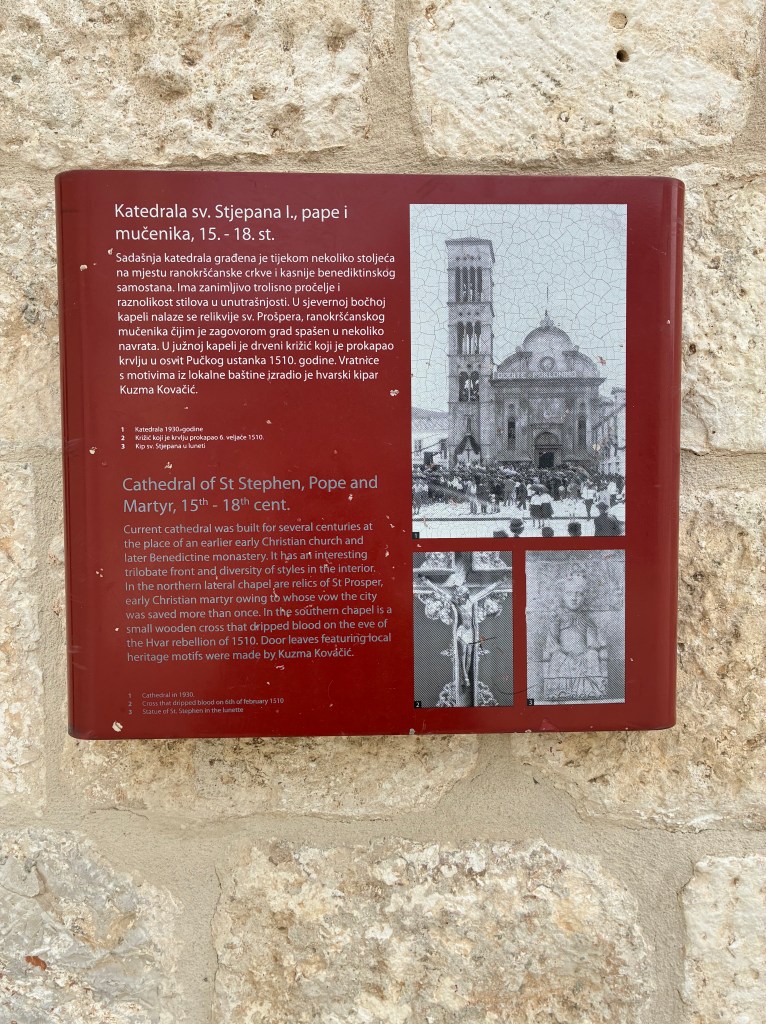 Katedrala sv. Stjepana I., pape i
mučenika, 15. - 18. st.
Sadašnja katedrala građena je tijekom nekoliko stoljeća
na mjestu ranokršćanske crkve i kasnije benediktinskog
samostana. Ima zanimljivo trolisno pročelje i
raznolikost stilova u unutrašnjosti. U sjevernoj bočnoj
kapeli nalaze se relikvije sv. Prošpera, ranokršćanskog
mučenika čijim je zagovorom grad spašen u nekoliko
navrata. U južnoj kapeli je drveni križić koji je prokapao
krvlju u osvit Pučkog ustanka 1510. godine. Vratnice
s motivima iz lokalne baštine izradio je hvarski kipar
Kuzma Kovačić.
1 Katedrala 1930. godine
2 Križić koji je krvlju prokapao 6. veljače 1510.
3 Kip sv. Stjepana u luneti
Cathedral of St Stephen, Pope and
Martyr, 15th - 18th cent.
Current cathedral was built for several centuries at
the place of an earlier early Christian church and
later Benedictine monastery. It has an interesting
trilobate front and diversity of styles in the interior.
In the northern lateral chapel are relics of St Prosper,
early Christian martyr owing to whose vow the city
was saved more than once. In the southern chapel is a
small wooden cross that dripped blood on the eve of
the Hvar rebellion of 1510. Door leaves featuring local
heritage motifs were made by Kuzma Kovačić.
1 Cathedral in 1930.
2 Cross that dripped blood on 6th of february 1510
3 Statue of St. Stephen in the lunette
1
2
3